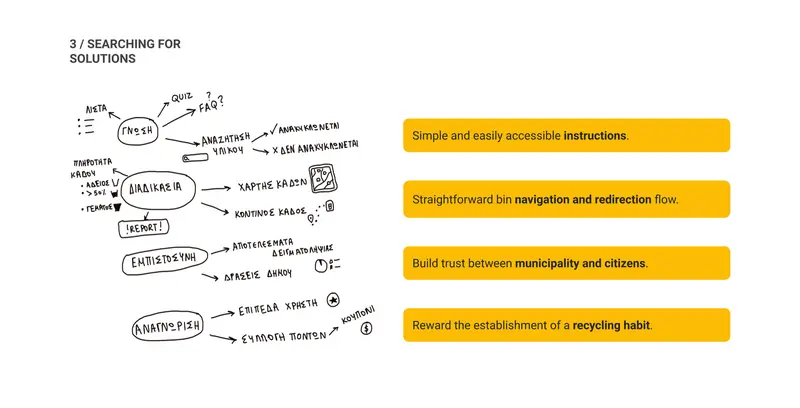 3 / SEARCHING FOR
SOLUTIONS
ΛΙΣΤΑ
QUIZ
?
FAQ?
ΓΝΩΣΗ
ΑΝΑΖΗΤΗΣΗ
ΥΛΙΚΟΥ
✓ ΑΝΑΚΥΚΛΩΝΕΤΑΙ
X ΔΕΝ ΑΝΑΚΥΚΛΩΝΕΤΑΙ
Simple and easily accessible instructions.
ΠΛΗΡΟΤΗΤΑ
ΚΑΔΟΥ
• ΑΔΕΙΟΣ
• >50%
• ΓΕΜΑΤΟΣ
ΔΙΑΔΙΚΑΣΙΑ
!REPORT!
ΧΑΡΤΗΣ ΚΑΔΩΝ
ΚΟΝΤΙΝΟΣ ΚΑΔΟΣ
Straightforward bin navigation and redirection flow.
ΕΜΠΙΣΤΟΣΥΝΗ
ΑΠΟΤΕΛΕΣΜΑΤΑ
ΔΕΙΓΜΑΤΟΛΗΨΙΑΣ
ΔΡΑΣΕΙΣ ΔΗΜΟΥ
Build trust between municipality and citizens.
ΑΝΑΓΝΩΡΙΣΗ
ΕΠΙΠΕΔΑ ΧΡΗΣΤΗ
ΣΥΛΛΟΓΗ ΠΟΝΤΩΝ
ΚΟΥΠΟΝΙ
$
Reward the establishment of a recycling habit.